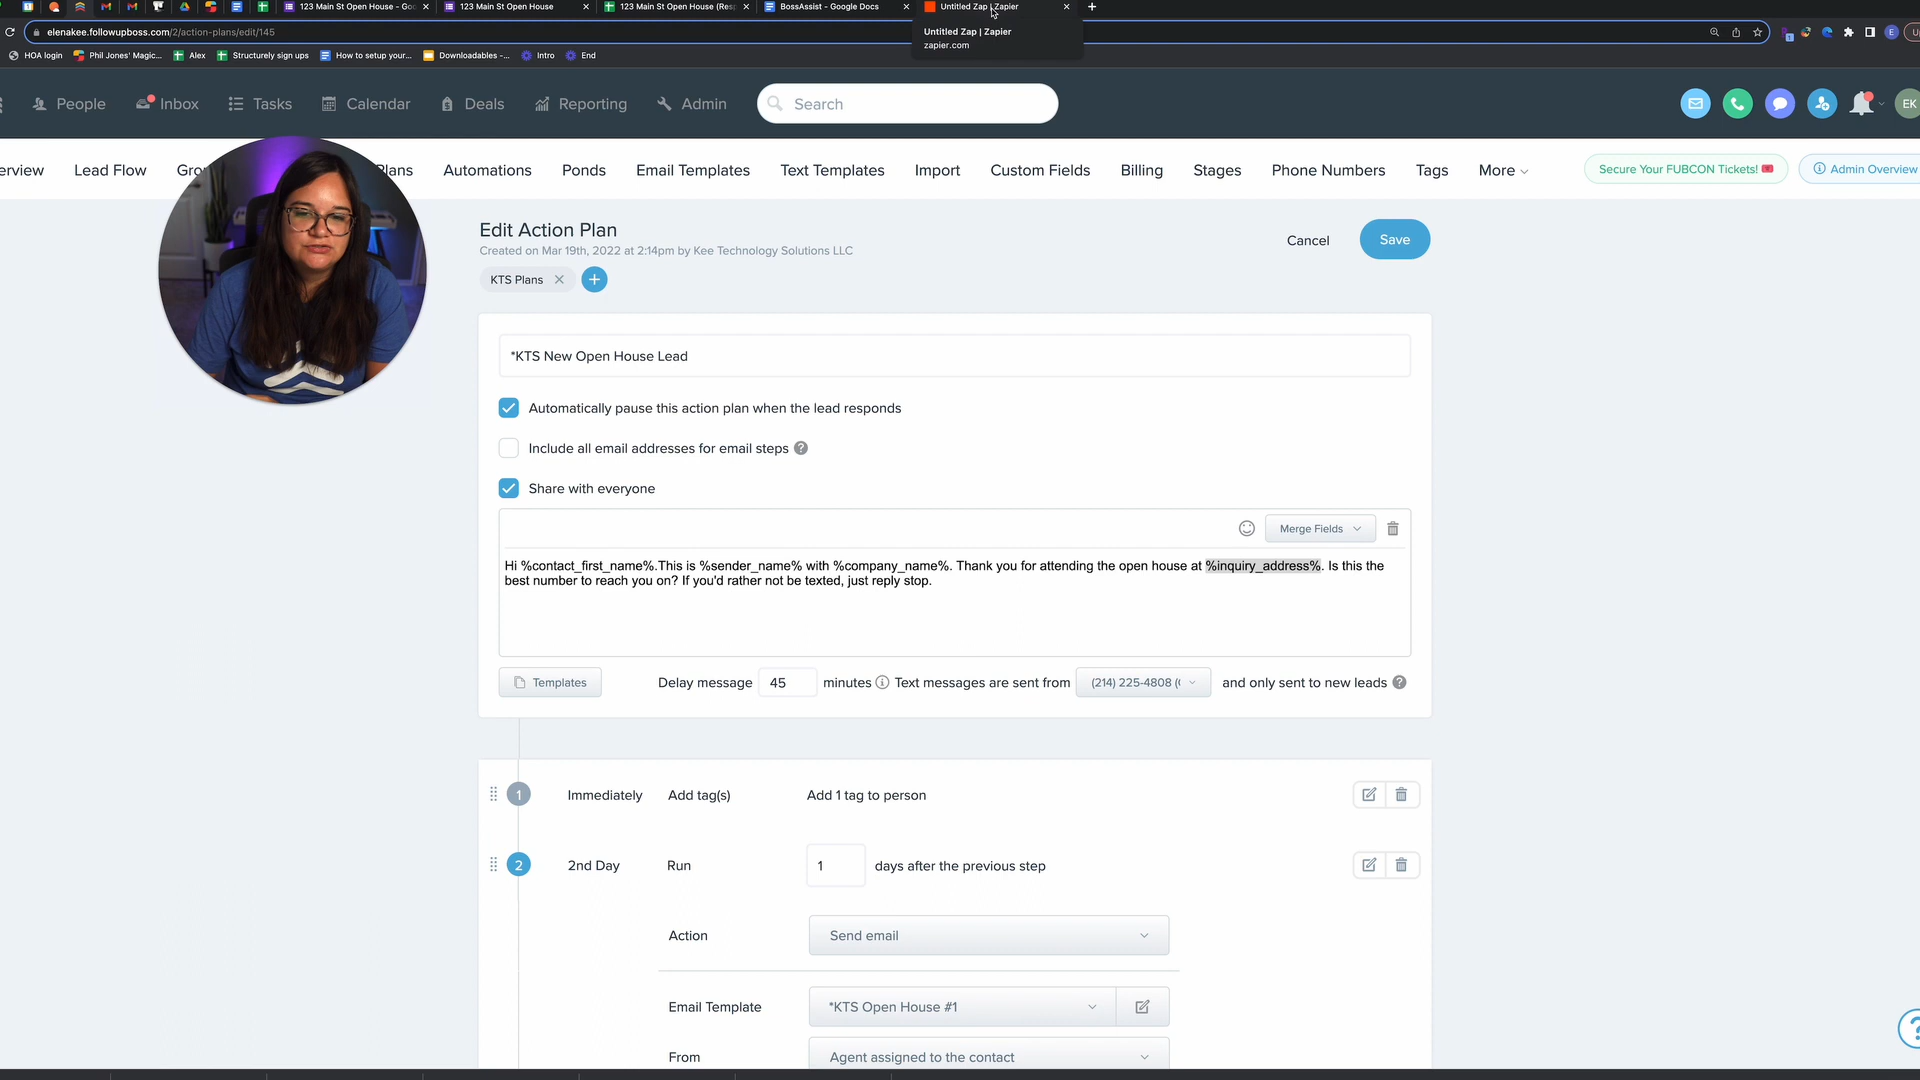 123 Main St Open House - Goo
123 Main St Open House
123 Main St Open House (Resp
BossAssist - Google Docs
Untitled Zap | Zapier
elenakee.followupboss.com/2/action-plans/edit/145
Untitled Zap | Zapier
zapier.com
HOA login
Phil Jones' Magic...
Alex
Structurely sign ups
How to setup your...
Downloadables -...
Intro
End
People
Inbox
Tasks
Calendar
Deals
Reporting
Admin
Search
EK
erview
Lead Flow
Gro
Plans
Automations
Ponds
Email Templates
Text Templates
Import
Custom Fields
Billing
Stages
Phone Numbers
Tags
More
Secure Your FUBCON Tickets!
Admin Overview
Edit Action Plan
Created on Mar 19th, 2022 at 2:14pm by Kee Technology Solutions LLC
Cancel
Save
KTS Plans
*KTS New Open House Lead
Automatically pause this action plan when the lead responds
Include all email addresses for email steps
Share with everyone
Merge Fields
Hi %contact_first_name%.This is %sender_name% with %company_name%. Thank you for attending the open house at %inquiry_address%. Is this the
best number to reach you on? If you'd rather not be texted, just reply stop.
Templates
Delay message 45 minutes Text messages are sent from (214) 225-4808 ( and only sent to new leads
1 Immediately Add tag(s) Add 1 tag to person
2 2nd Day Run 1 days after the previous step
Action Send email
Email Template *KTS Open House #1
From Agent assigned to the contact